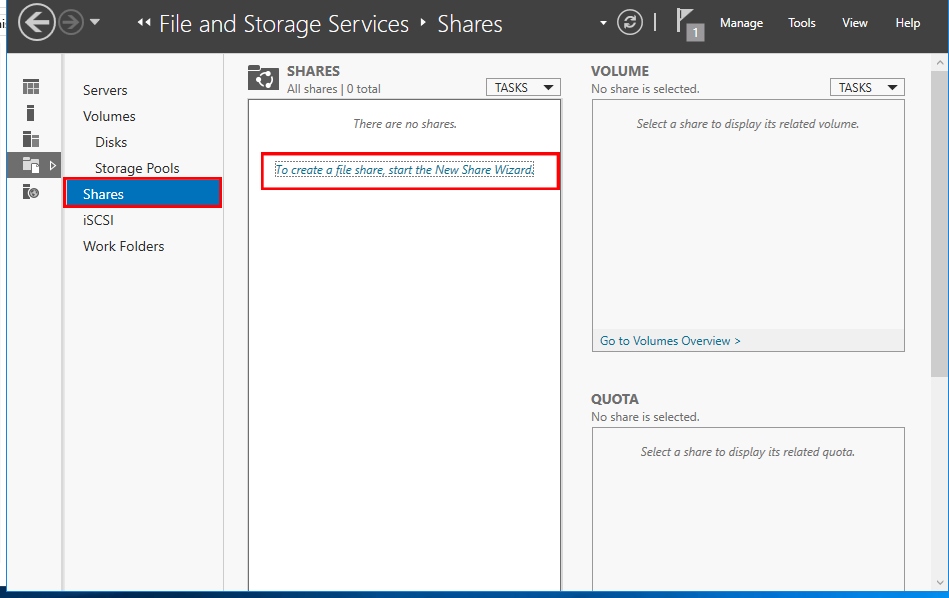 File and Storage Services
Shares
1
Manage
Tools
View
Help
Servers
Volumes
Disks
Storage Pools
Shares
iSCSI
Work Folders
SHARES
All shares | 0 total
TASKS
There are no shares.
To create a file share, start the New Share Wizard.
VOLUME
No share is selected.
TASKS
Select a share to display its related volume.
Go to Volumes Overview >
QUOTA
No share is selected.
Select a share to display its related quota.